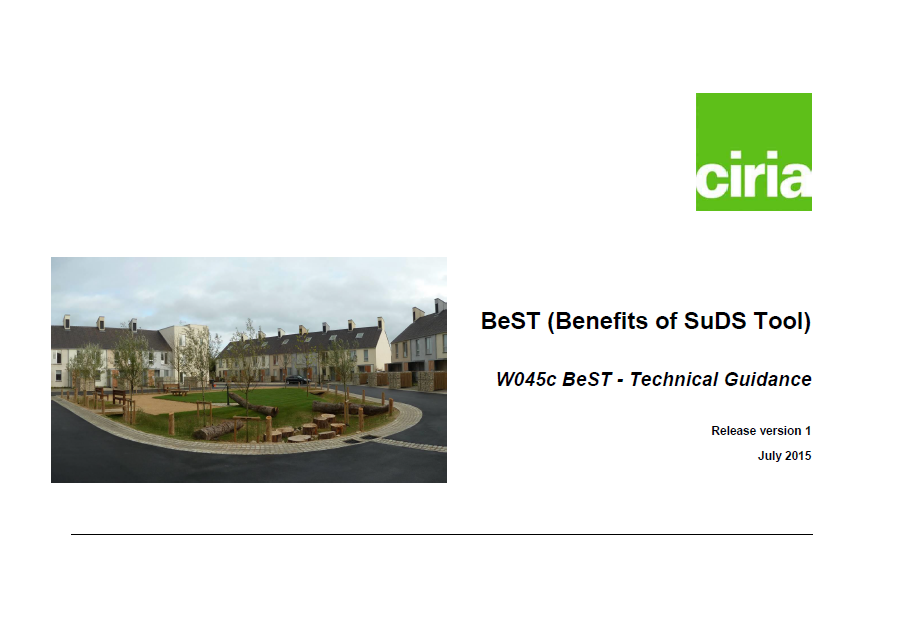 ciria
BeST (Benefits of SuDS Tool)
W045c BeST - Technical Guidance
Release version 1
July 2015